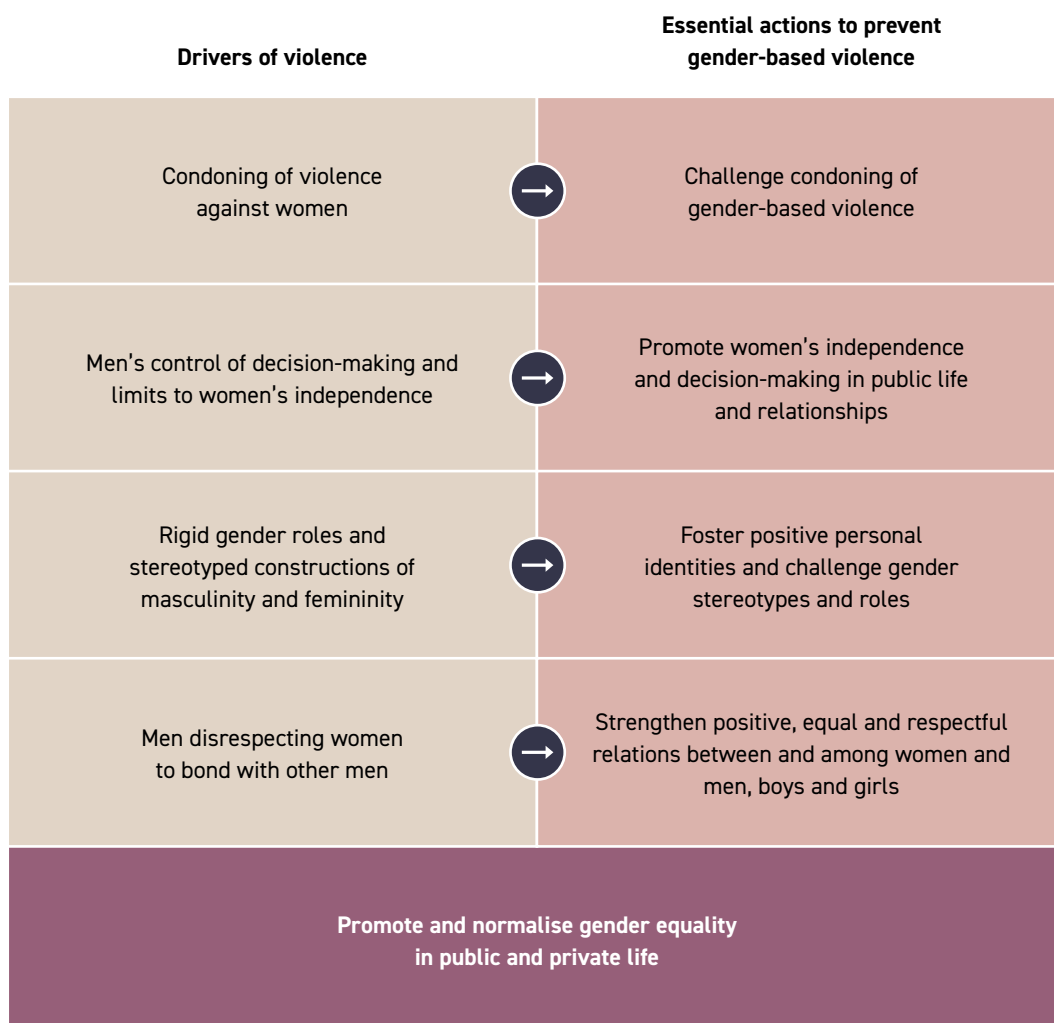 Drivers of violence
Essential actions to prevent
gender-based violence
Condoning of violence
against women
Challenge condoning of
gender-based violence
Men’s control of decision-making and
limits to women’s independence
Promote women’s independence
and decision-making in public life
and relationships
Rigid gender roles and
stereotyped constructions of
masculinity and femininity
Foster positive personal
identities and challenge gender
stereotypes and roles
Men disrespecting women
to bond with other men
Strengthen positive, equal and respectful
relations between and among women and
men, boys and girls
Promote and normalise gender equality
in public and private life